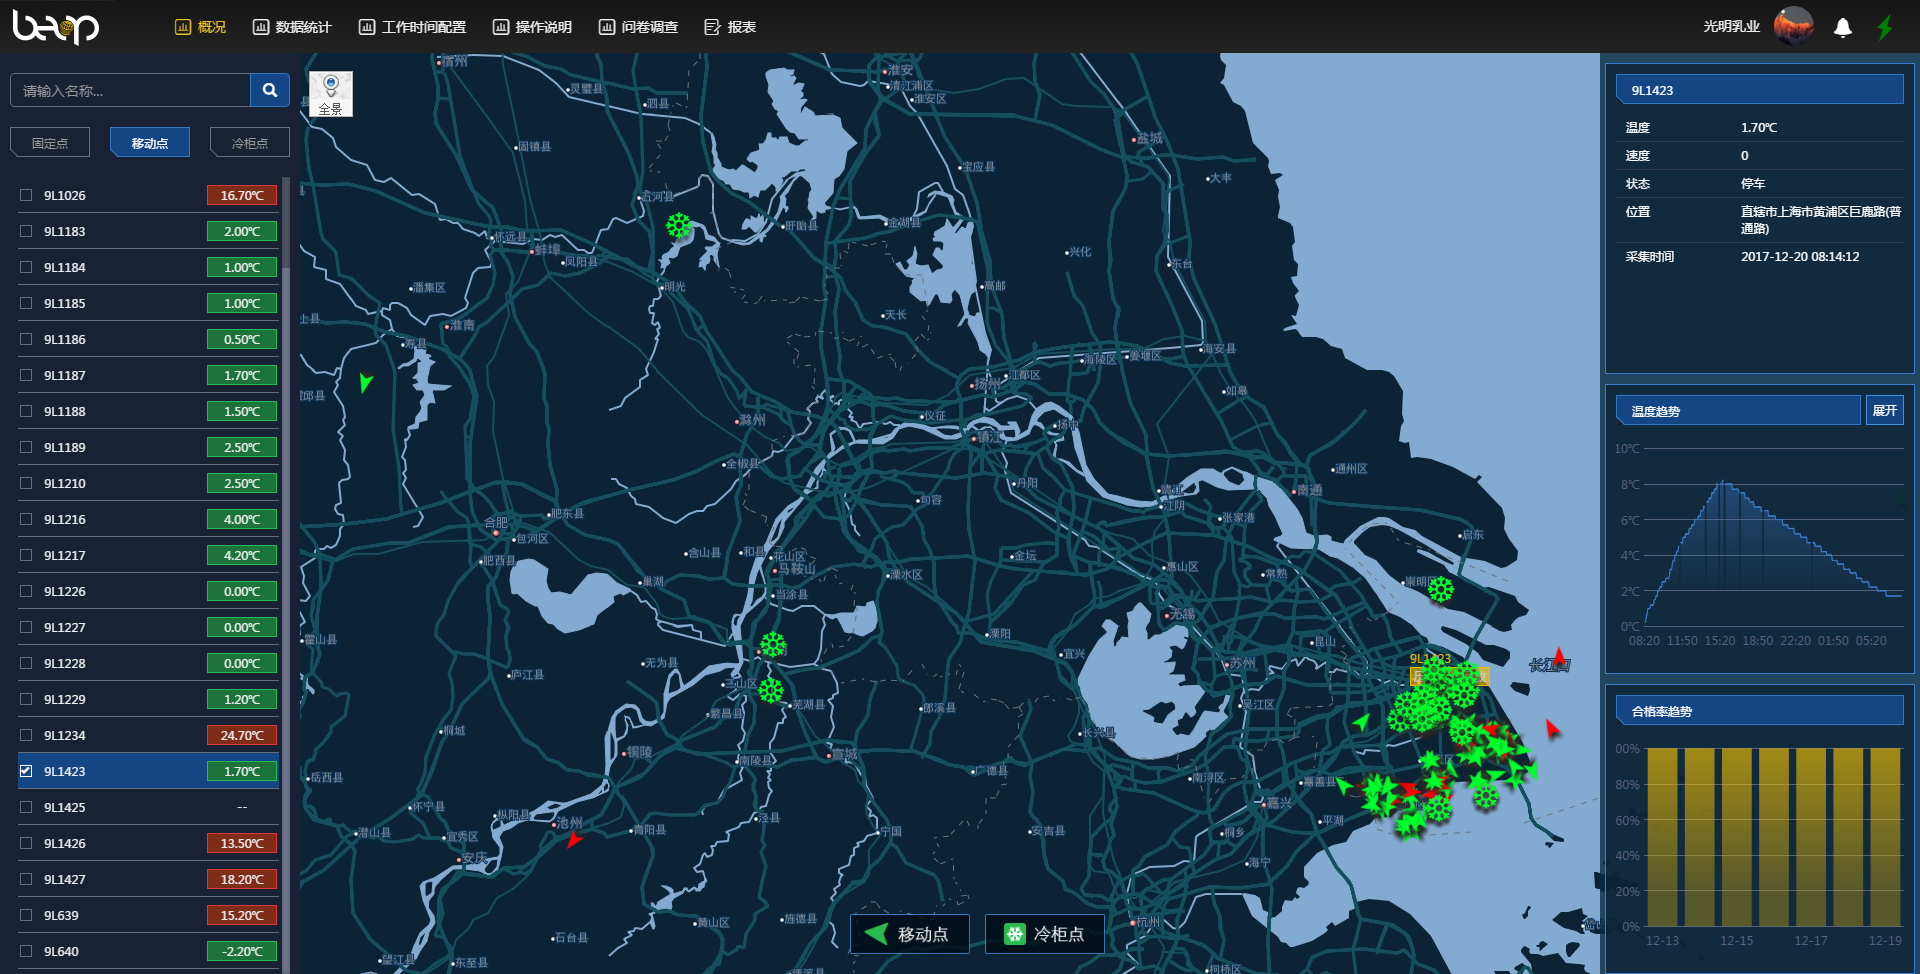 beop
概况
数据统计
工作时间配置
操作说明
问卷调查
报表
光明乳业
请输入名称...
固定点
移动点
冷柜点
9L1026 16.70℃
9L1183 2.00℃
9L1184 1.00℃
9L1185 1.00℃
9L1186 0.50℃
9L1187 1.70℃
9L1188 1.50℃
9L1189 2.50℃
9L1210 2.50℃
9L1216 4.00℃
9L1217 4.20℃
9L1226 0.00℃
9L1227 0.00℃
9L1228 0.00℃
9L1229 1.20℃
9L1234 24.70℃
9L1423 1.70℃
9L1425 --
9L1426 13.50℃
9L1427 18.20℃
9L639 15.20℃
9L640 -2.20℃
全景
宿州
灵璧县
泗县
淮安
清江浦区
淮安区
固镇县
盐城
宝应县
大丰
五河县
盱眙县
金湖县
怀远县
蚌埠
凤阳县
兴化
东台
潘集区
明光
高邮
天长
淮南
寿县
海安县
海陵区
姜堰区
江都区
扬州
如皋
滁州
仪征
扬中
镇江
全椒县
通州区
丹阳
句容
靖江
江阴
南通
张家港
合肥
肥东县
包河区
肥西县
含山县
和县
花山区
马鞍山
金坛
启东
巢湖
溧水区
惠山区
常熟
崇明区
当涂县
无锡
霍山县
溧阳
昆山
宜兴
苏州
无为县
庐江县
三山区
芜湖县
繁昌县
郎溪县
吴江区
长江口
9L1423
桐城
铜陵
南陵县
宣城
长兴县
广德县
南浔区
嘉善县
岳西县
怀宁县
枞阳县
池州
泾县
嘉兴
平湖
潜山县
宜秀区
青阳县
宁国
安吉县
桐乡
安庆
海宁
黄山区
旌德县
杭州
石台县
望江县
东至县
绩溪县
柯桥区
移动点
冷柜点
9L1423
温度 1.70℃
速度 0
状态 停车
位置 直辖市上海市黄浦区巨鹿路(普
通路)
采集时间 2017-12-20 08:14:12
温度趋势
展开
10℃
8℃
6℃
4℃
2℃
0℃
08:20 11:50 15:20 18:50 22:20 01:50 05:20
合格率趋势
00%
80%
60%
40%
20%
0%
12-13 12-15 12-17 12-19